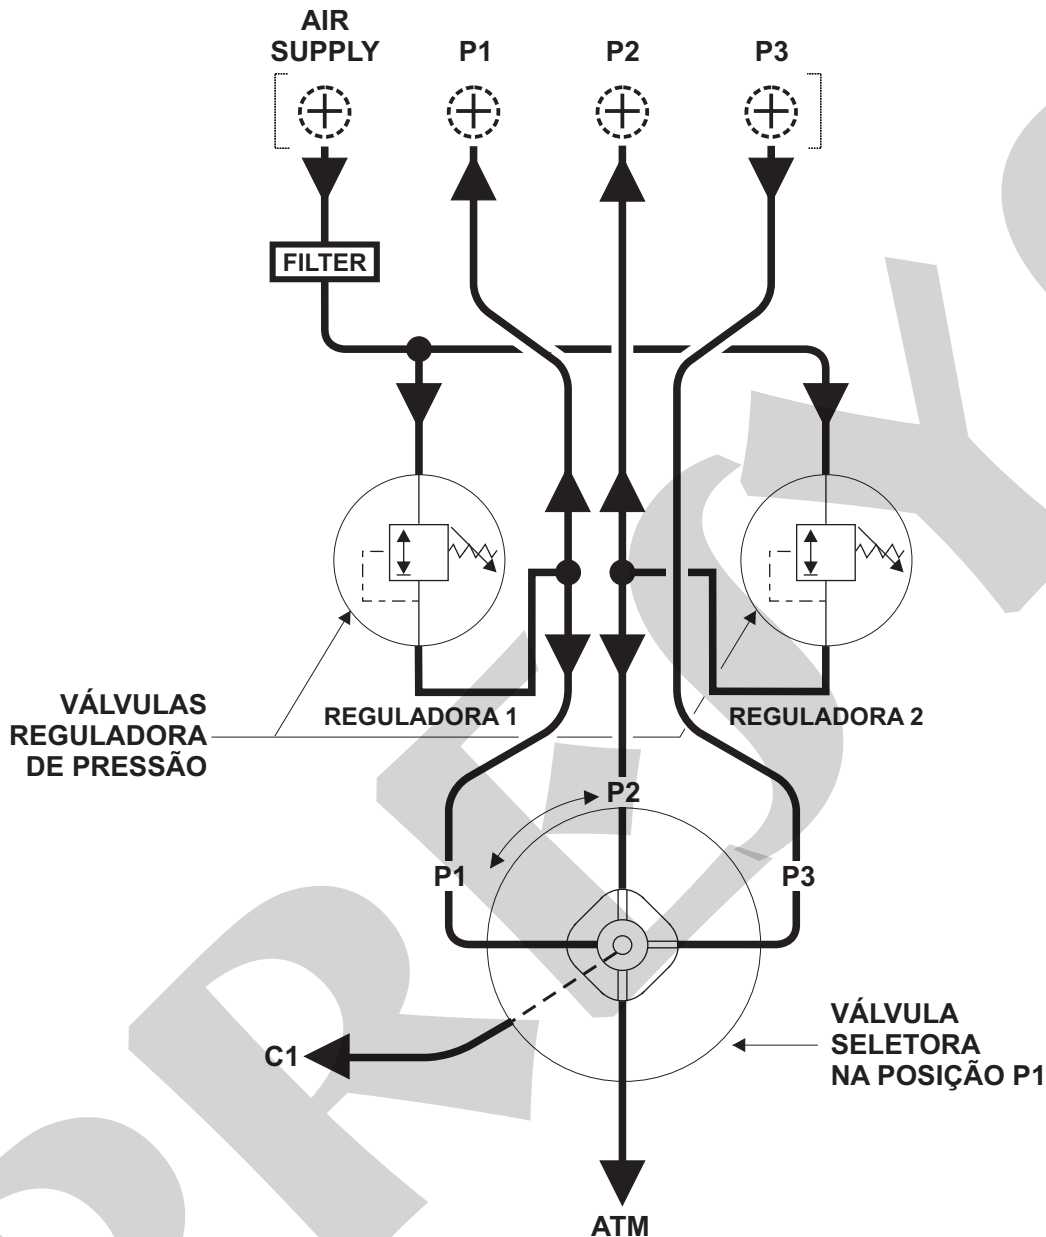 AIR
SUPPLY
P1
P2
P3
FILTER
REGULADORA 1
REGULADORA 2
VÁLVULAS
REGULADORA
DE PRESSÃO
P2
P1
P3
C1
VÁLVULA
SELETORA
NA POSIÇÃO P1
ATM
PRESYS